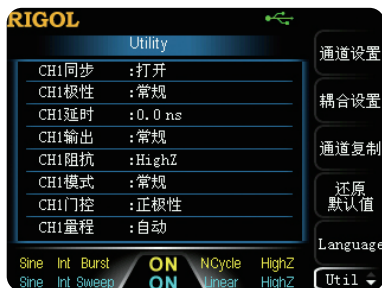 RIGOL
Utility
CH1同步 :打开
CH1极性 :常规
CH1延时 :0.0 ns
CH1输出 :常规
CH1阻抗 :HighZ
CH1模式 :常规
CH1门控 :正极性
CH1量程 :自动
通道设置
耦合设置
通道复制
还原
默认值
Language
Util
Sine Int Burst ON NCycle HighZ
Sine Int Sweep ON Linear HighZ